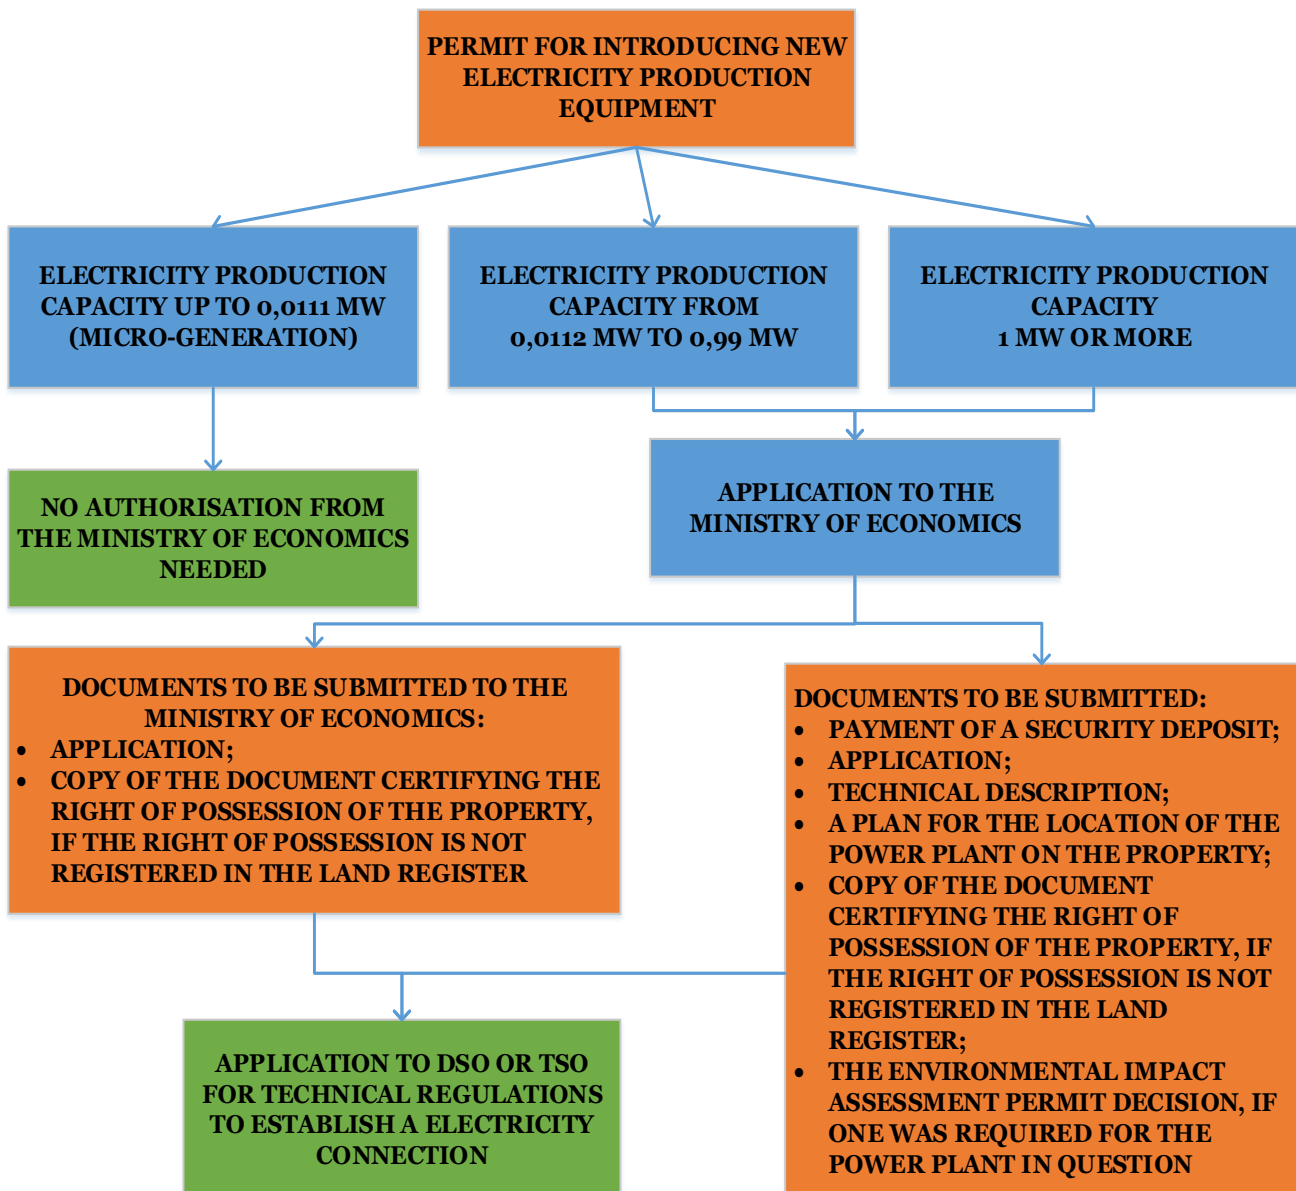 PERMIT FOR INTRODUCING NEW
ELECTRICITY PRODUCTION
EQUIPMENT
ELECTRICITY PRODUCTION
CAPACITY UP TO 0,0111 MW
(MICRO-GENERATION)
ELECTRICITY PRODUCTION
CAPACITY FROM
0,0112 MW TO 0,99 MW
ELECTRICITY PRODUCTION
CAPACITY
1 MW OR MORE
NO AUTHORISATION FROM
THE MINISTRY OF ECONOMICS
NEEDED
APPLICATION TO THE
MINISTRY OF ECONOMICS
DOCUMENTS TO BE SUBMITTED TO THE
MINISTRY OF ECONOMICS:
• APPLICATION;
• COPY OF THE DOCUMENT CERTIFYING THE
RIGHT OF POSSESSION OF THE PROPERTY,
IF THE RIGHT OF POSSESSION IS NOT
REGISTERED IN THE LAND REGISTER
DOCUMENTS TO BE SUBMITTED:
• PAYMENT OF A SECURITY DEPOSIT;
• APPLICATION;
• TECHNICAL DESCRIPTION;
• A PLAN FOR THE LOCATION OF THE
POWER PLANT ON THE PROPERTY;
• COPY OF THE DOCUMENT
CERTIFYING THE RIGHT OF
POSSESSION OF THE PROPERTY, IF
THE RIGHT OF POSSESSION IS NOT
REGISTERED IN THE LAND
REGISTER;
• THE ENVIRONMENTAL IMPACT
ASSESSMENT PERMIT DECISION, IF
ONE WAS REQUIRED FOR THE
POWER PLANT IN QUESTION
APPLICATION TO DSO OR TSO
FOR TECHNICAL REGULATIONS
TO ESTABLISH A ELECTRICITY
CONNECTION